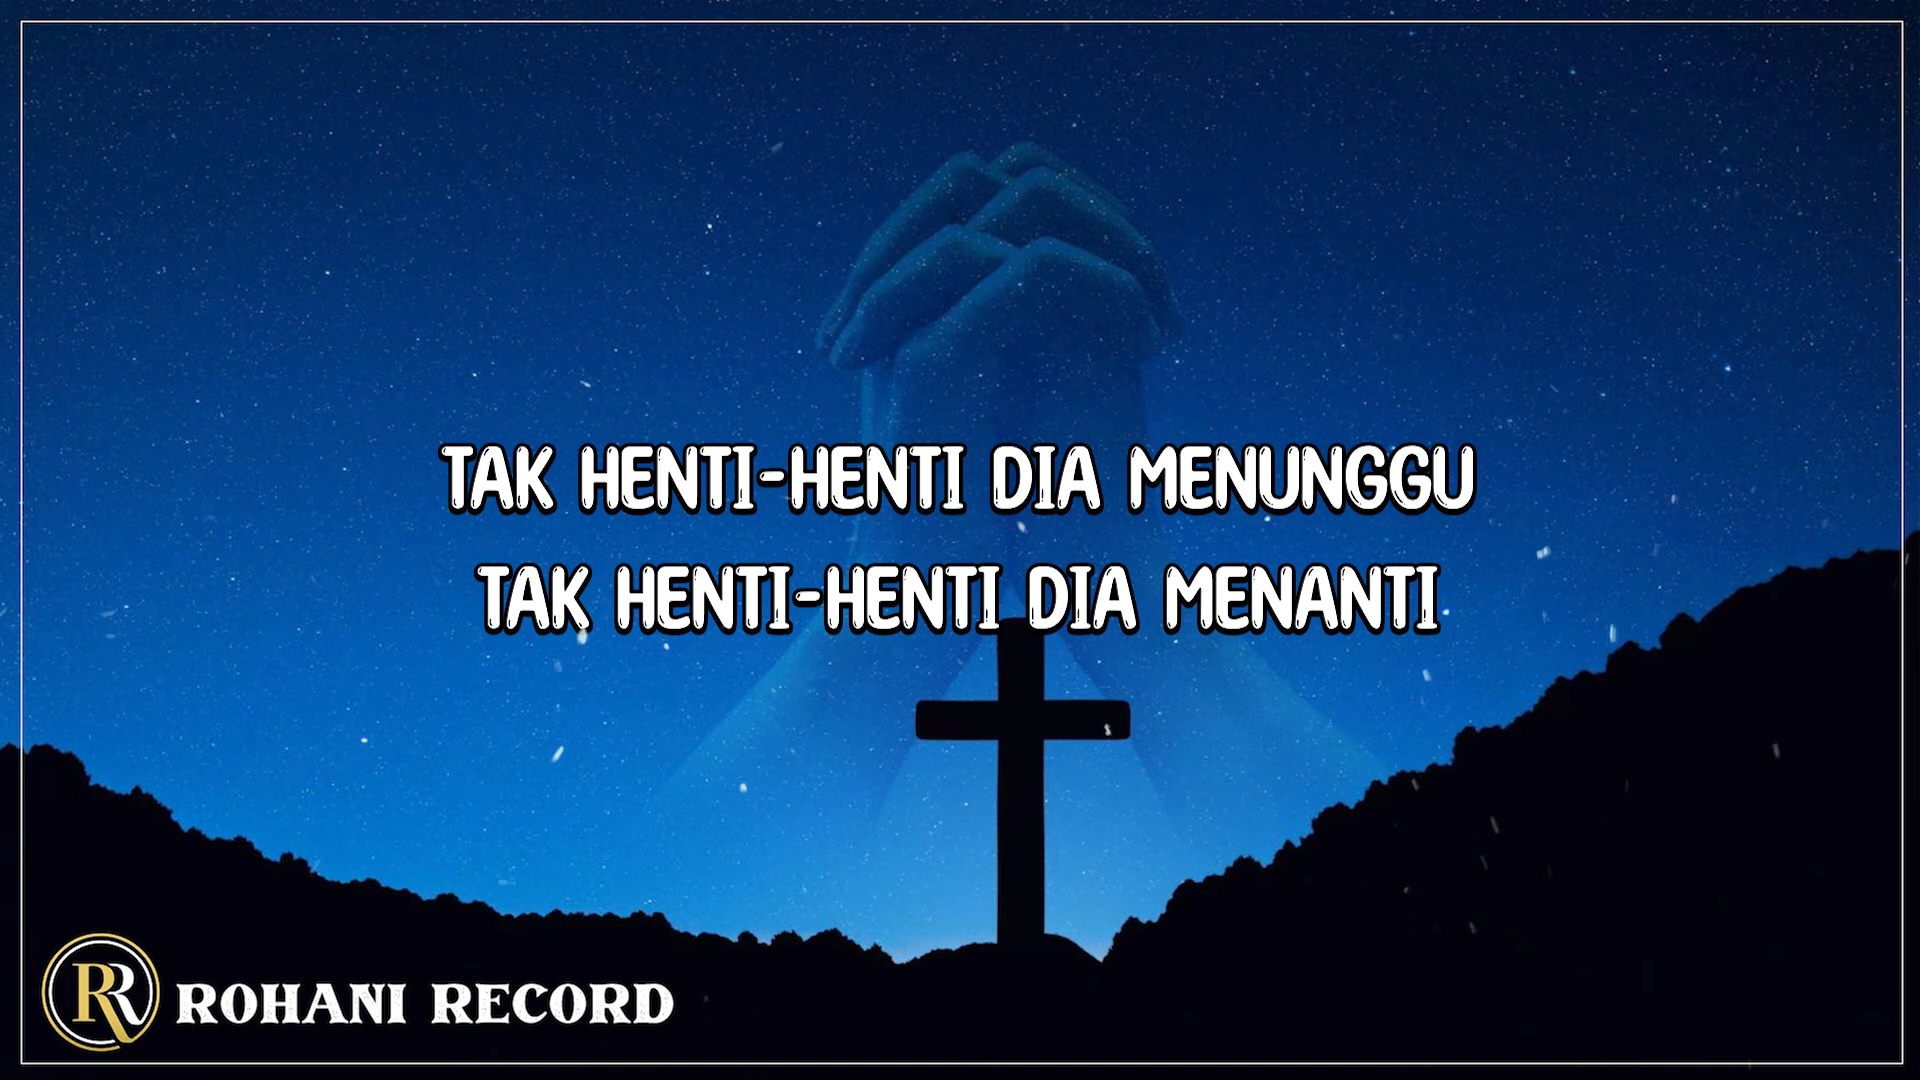 TAK HENTI-HENTI DIA MENUNGGU
TAK HENTI-HENTI DIA MENANTI
RR ROHANI RECORD